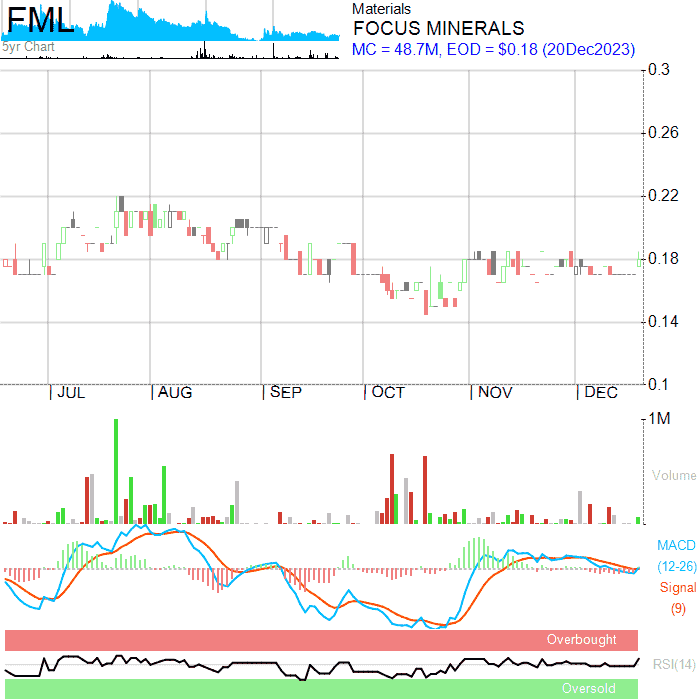 FML
5yr Chart
Materials
FOCUS MINERALS
MC = 48.7M, EOD = $0.18 (20Dec2023)
0.3
0.26
0.22
0.18
0.14
0.1
JUL AUG SEP OCT NOV DEC
1M
Volume
MACD
(12-26)
Signal
(9)
Overbought
RSI(14)
Oversold